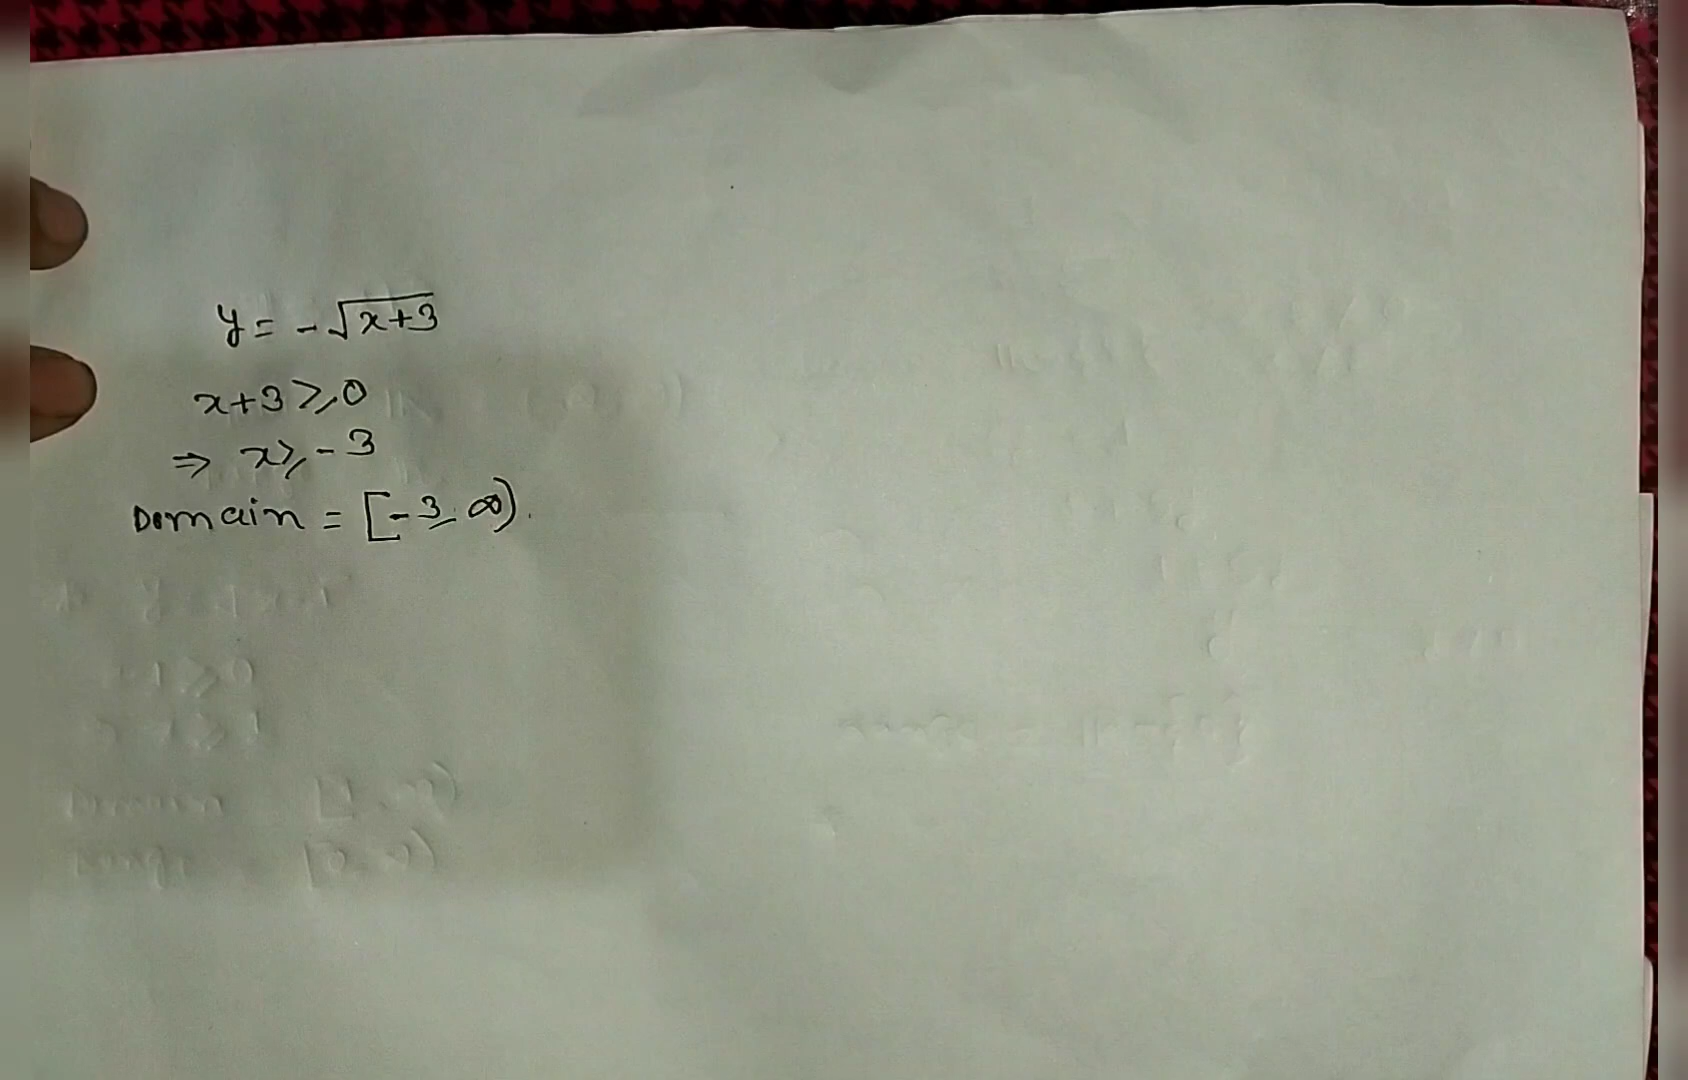 y = -√x+3
x+3 ≥ 0
⇒ x ≥ -3
Domain = [-3, ∞).